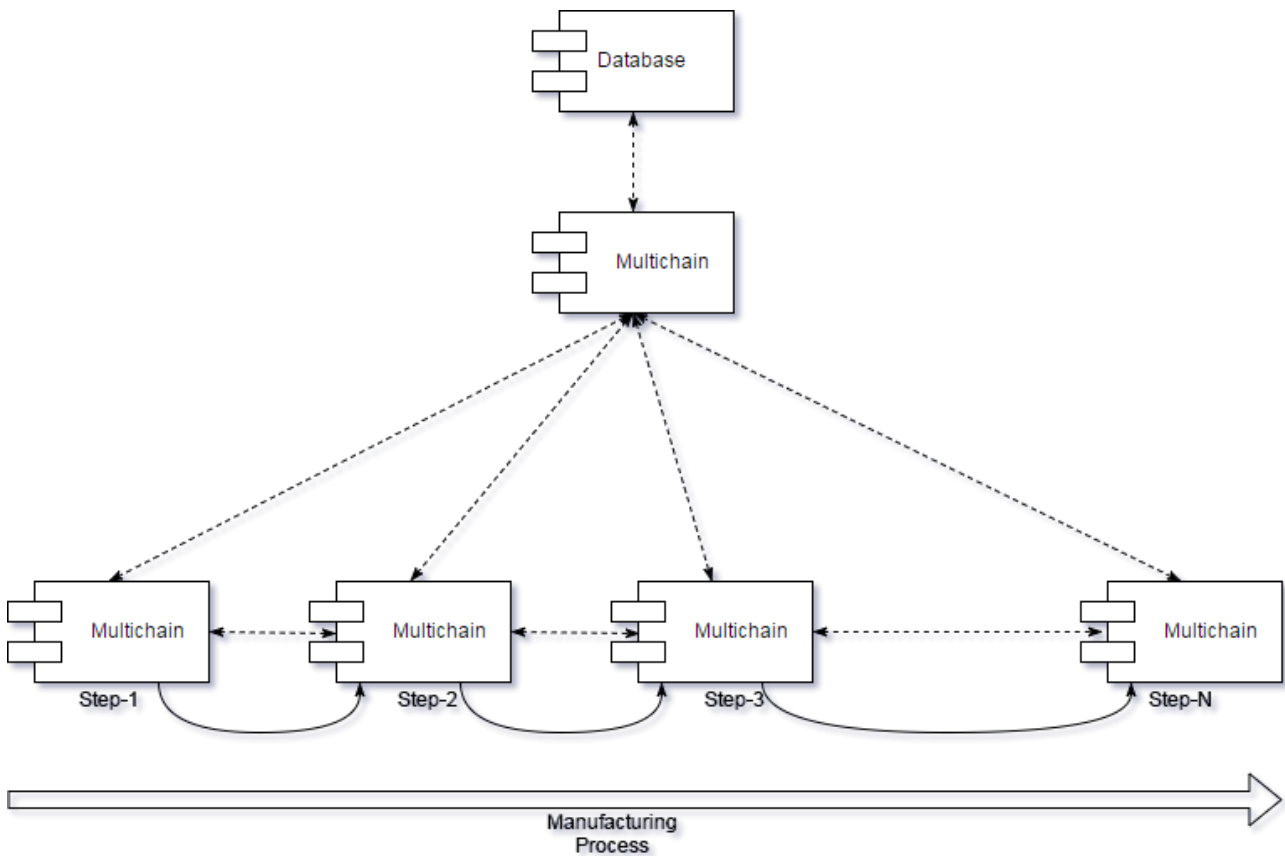 Database
Multichain
Multichain
Multichain
Multichain
Multichain
Step-1
Step-2
Step-3
Step-N
Manufacturing
Process